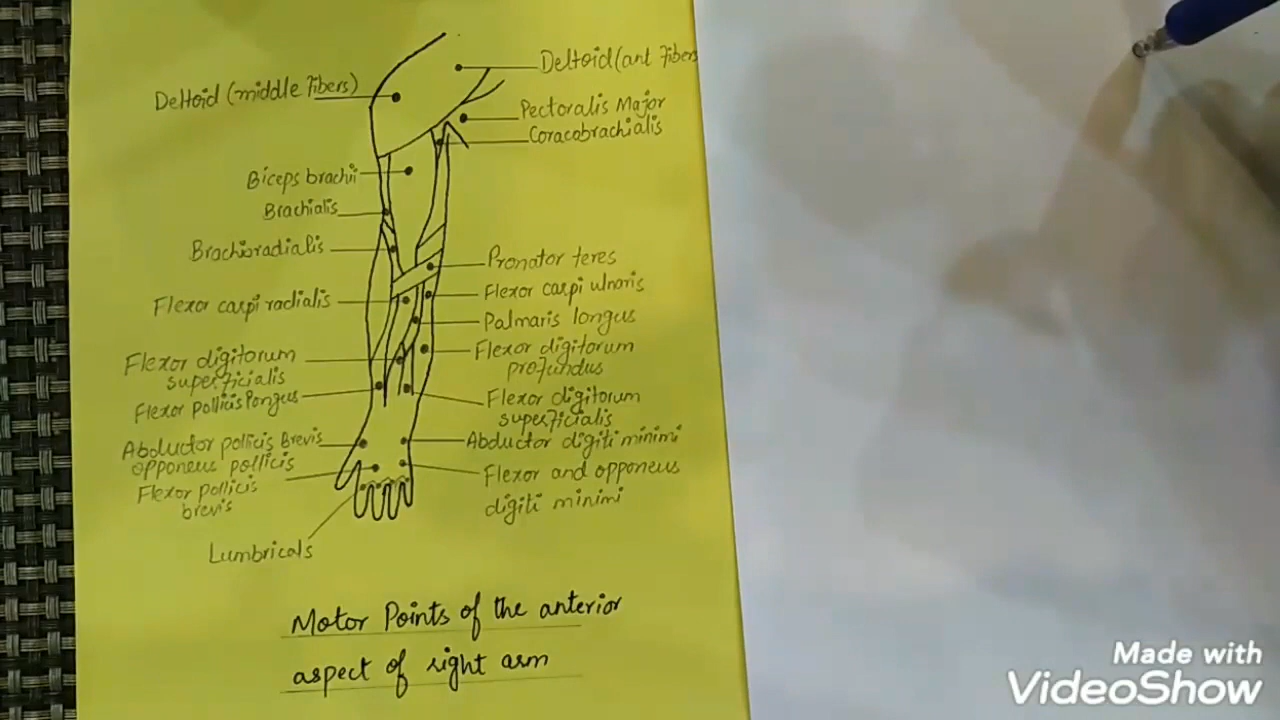 Deltoid (ant fibers
Deltoid (middle fibers)
Pectoralis Major
Coracobrachialis
Biceps brachii
Brachialis
Brachioradialis
Pronator teres
Flexor carpi ulnaris
Flexor carpi radialis
Palmaris longus
Flexor digitorum
profundus
Flexor digitorum
superficialis
Flexor pollicis longus
Flexor digitorum
superficialis
Abductor pollicis Brevis
opponeus pollicis
Flexor pollicis
brevis
Abductor digiti minimi
Flexor and opponeus
digiti minimi
Lumbricals
Motor Points of the anterior
aspect of right arm
Made with
VideoShow